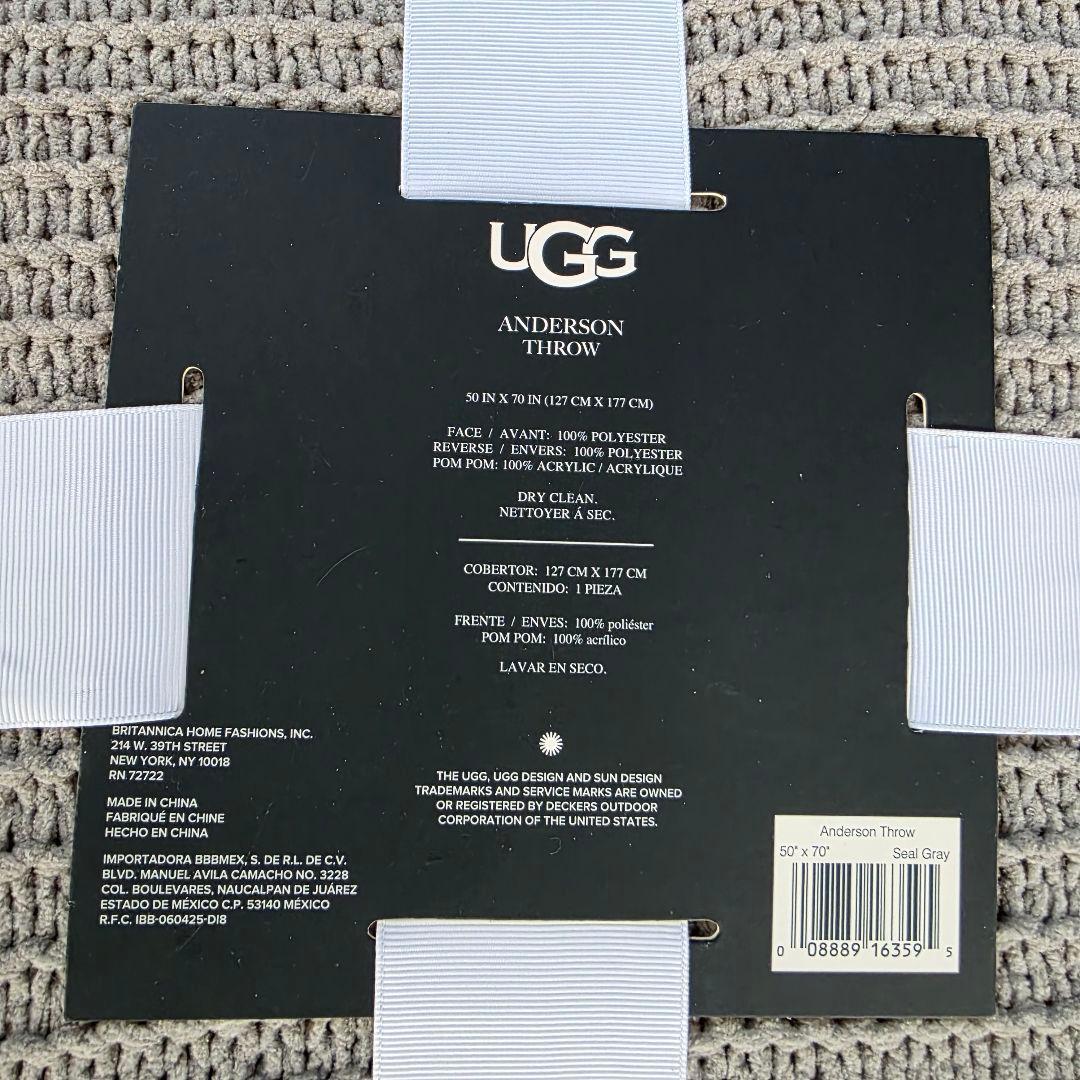 UGG
ANDERSON
THROW
50 IN X 70 IN (127 CM X 177 CM)
FACE / AVANT: 100% POLYESTER
REVERSE / ENVERS: 100% POLYESTER
POM POM: 100% ACRYLIC / ACRYLIQUE
DRY CLEAN.
NETTOYER Á SEC.
COBERTOR: 127 CM X 177 CM
CONTENIDO: 1 PIEZA
FRENTE / ENVES: 100% poliéster
POM POM: 100% acrílico
LAVAR EN SECO.
BRITANNICA HOME FASHIONS, INC.
214 W. 39TH STREET
NEW YORK, NY 10018
RN 72722
MADE IN CHINA
FABRIQUÉ EN CHINE
HECHO EN CHINA
IMPORTADORA BBBMEX, S. DE R.L. DE C.V.
BLVD. MANUEL AVILA CAMACHO NO. 3228
COL. BOULEVARES, NAUCALPAN DE JUÁREZ
ESTADO DE MÉXICO C.P. 53140 MÉXICO
R.F.C. IBB-060425-DI8
THE UGG, UGG DESIGN AND SUN DESIGN
TRADEMARKS AND SERVICE MARKS ARE OWNED
OR REGISTERED BY DECKERS OUTDOOR
CORPORATION OF THE UNITED STATES.
Anderson Throw
50" x 70" Seal Gray
0 08889 16359 5